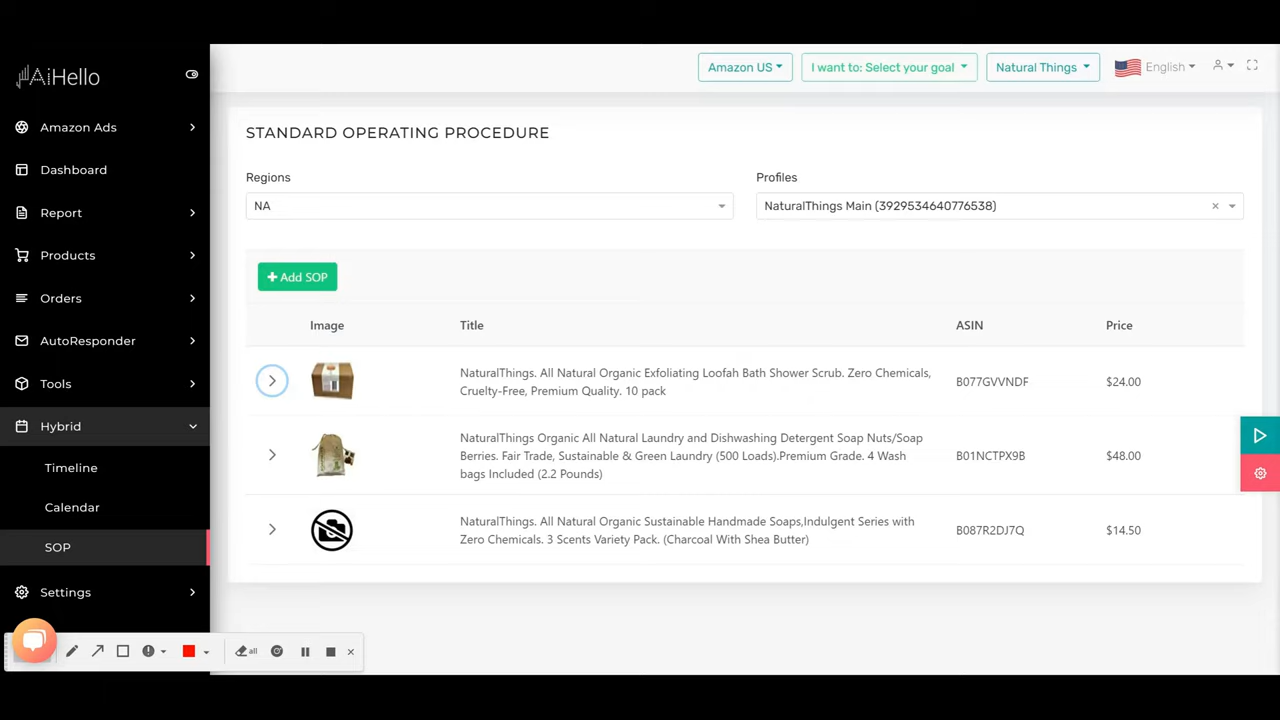 AiHello
Amazon US
I want to: Select your goal
Natural Things
English
Amazon Ads
Dashboard
Report
Products
Orders
AutoResponder
Tools
Hybrid
Timeline
Calendar
SOP
Settings
STANDARD OPERATING PROCEDURE
Regions
Profiles
NA
NaturalThings Main (3929534640776538)
Add SOP
Image Title ASIN Price
NaturalThings. All Natural Organic Exfoliating Loofah Bath Shower Scrub. Zero Chemicals,
Cruelty-Free, Premium Quality. 10 pack
B077GVVNDF
$24.00
NaturalThings Organic All Natural Laundry and Dishwashing Detergent Soap Nuts/Soap
Berries. Fair Trade, Sustainable & Green Laundry (500 Loads).Premium Grade. 4 Wash
bags Included (2.2 Pounds)
B01NCTPX9B
$48.00
NaturalThings. All Natural Organic Sustainable Handmade Soaps,Indulgent Series with
Zero Chemicals. 3 Scents Variety Pack. (Charcoal With Shea Butter)
B087R2DJ7Q
$14.50
all